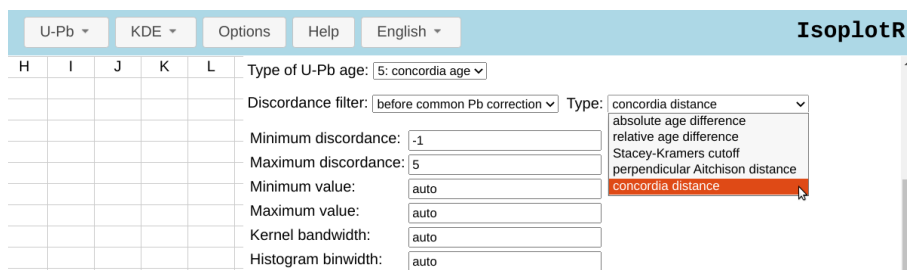 U-Pb KDE Options Help English IsoplotR
H I J K L
Type of U-Pb age: 5: concordia age
Discordance filter: before common Pb correction Type: concordia distance
absolute age difference
relative age difference
Stacey-Kramers cutoff
perpendicular Aitchison distance
concordia distance
Minimum discordance: -1
Maximum discordance: 5
Minimum value: auto
Maximum value: auto
Kernel bandwidth: auto
Histogram binwidth: auto